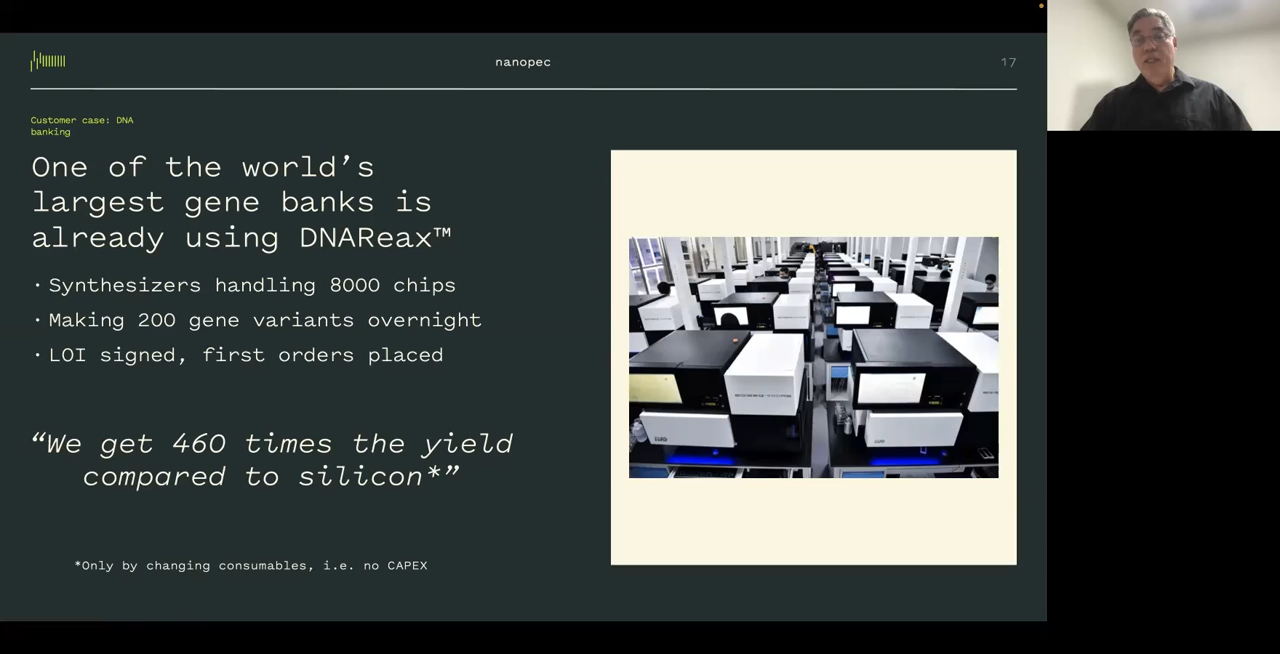 nanopec
17
Customer case: DNA
banking
One of the world’s
largest gene banks is
already using DNAReax™
· Synthesizers handling 8000 chips
· Making 200 gene variants overnight
· LOI signed, first orders placed
“We get 460 times the yield
compared to silicon*”
*Only by changing consumables, i.e. no CAPEX